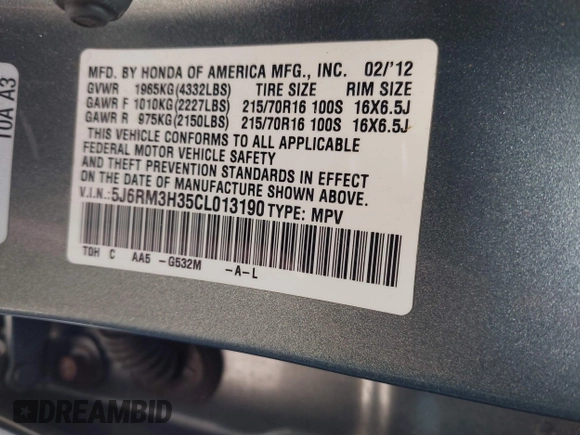 MFD. BY HONDA OF AMERICA MFG., INC. 02/'12
GVWR 1965KG(4332LBS) TIRE SIZE RIM SIZE
GAWR F 1010KG(2227LBS) 215/70R16 100S 16X6.5J
GAWR R 975KG(2150LBS) 215/70R16 100S 16X6.5J
THIS VEHICLE CONFORMS TO ALL APPLICABLE
FEDERAL MOTOR VEHICLE SAFETY
AND THEFT PREVENTION STANDARDS IN EFFECT
ON THE DATE OF MANUFACTURE SHOWN ABOVE.
V.I.N.:5J6RM3H35CL013190 TYPE: MPV
TOH C AA5 -G532M -A-L
10A A3
DREAMBID